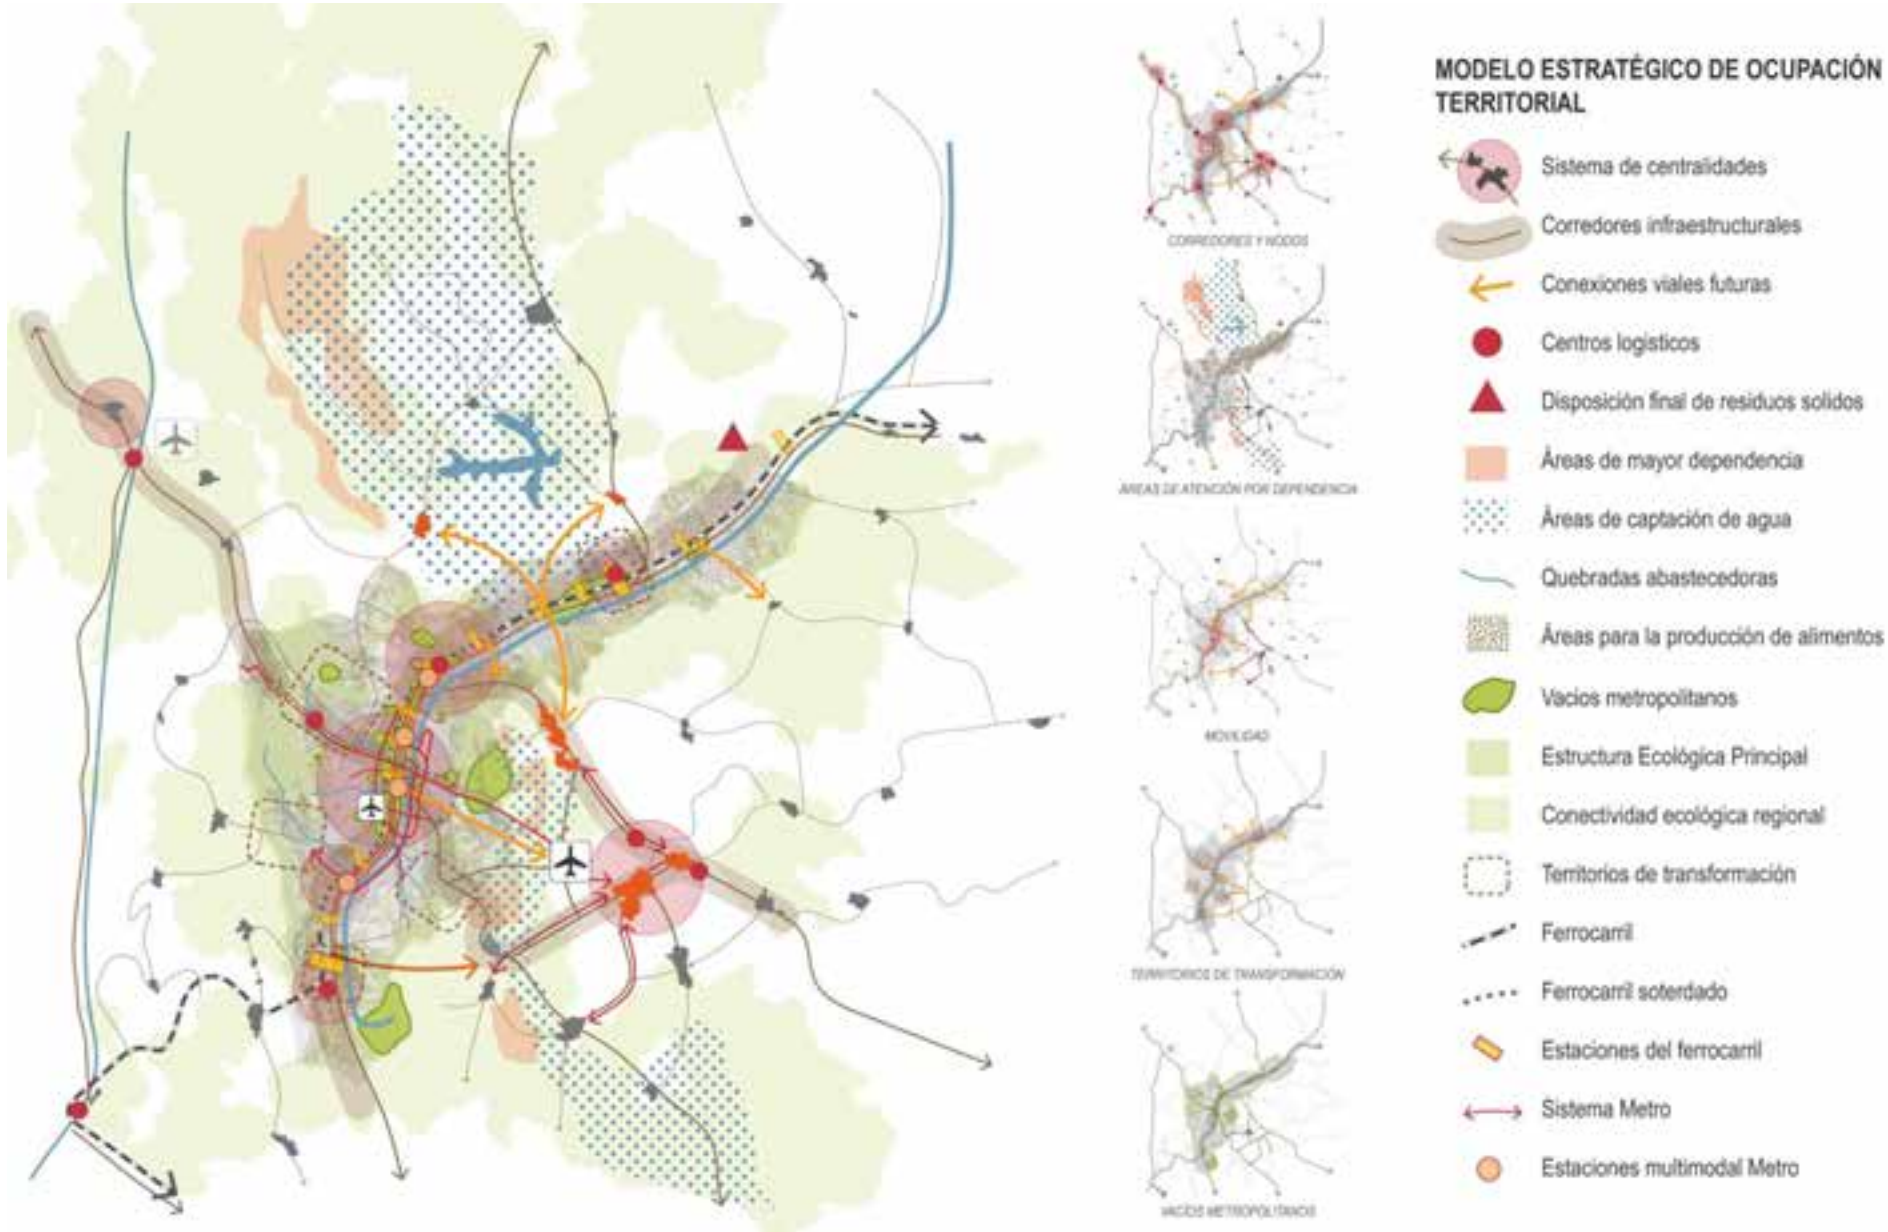 CORREDORES Y NODOS
ÁREAS DE ATENCIÓN POR DEPENDENCIA
MOVILIDAD
TERRITORIOS DE TRANSFORMACIÓN
VACÍOS METROPOLITANOS
MODELO ESTRATÉGICO DE OCUPACIÓN
TERRITORIAL
Sistema de centralidades
Corredores infraestructurales
Conexiones viales futuras
Centros logísticos
Disposición final de residuos solidos
Áreas de mayor dependencia
Áreas de captación de agua
Quebradas abastecedoras
Áreas para la producción de alimentos
Vacios metropolitanos
Estructura Ecológica Principal
Conectividad ecológica regional
Territorios de transformación
Ferrocarril
Ferrocarril soterdado
Estaciones del ferrocarril
Sistema Metro
Estaciones multimodal Metro